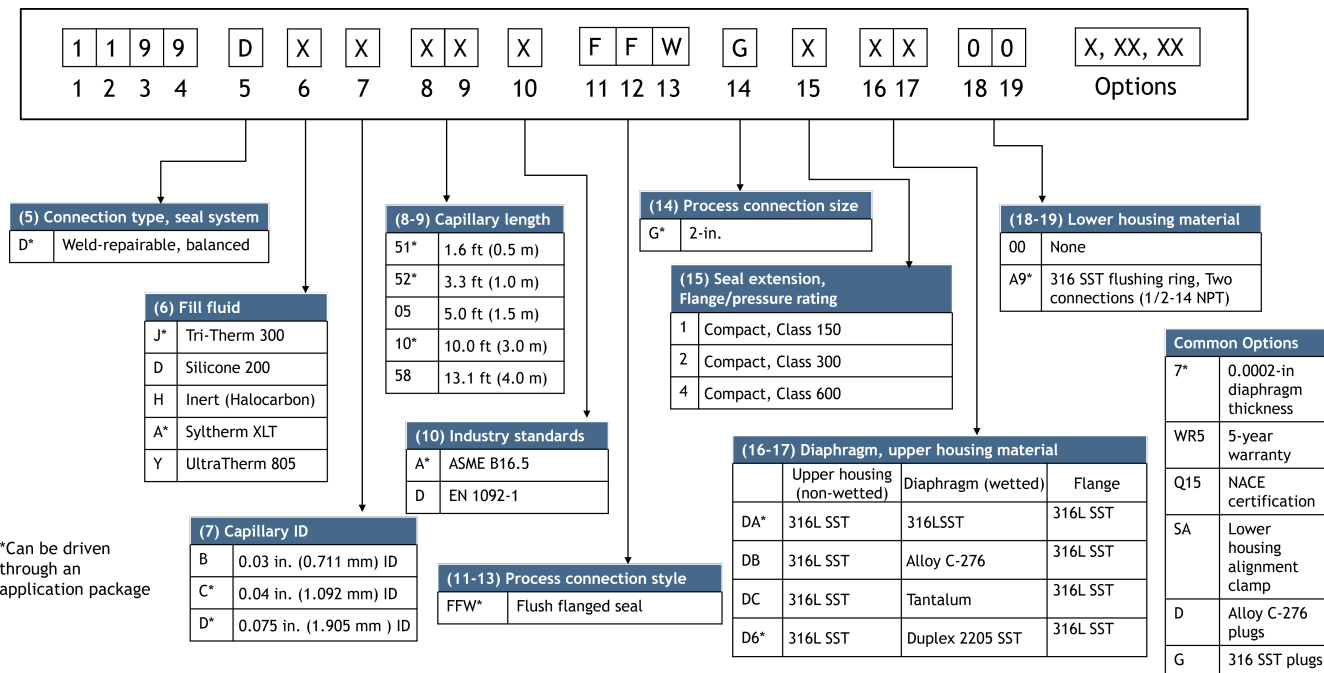 1 1 9 9 D X X X X X F F W G X X X 0 0 X, XX, XX
1 2 3 4 5 6 7 8 9 10 11 12 13 14 15 16 17 18 19 Options
(5) Connection type, seal system
D* Weld-repairable, balanced
(6) Fill fluid
J* Tri-Therm 300
D Silicone 200
H Inert (Halocarbon)
A* Syltherm XLT
Y UltraTherm 805
(7) Capillary ID
B 0.03 in. (0.711 mm) ID
C* 0.04 in. (1.092 mm) ID
D* 0.075 in. (1.905 mm ) ID
*Can be driven
through an
application package
(8-9) Capillary length
51* 1.6 ft (0.5 m)
52* 3.3 ft (1.0 m)
05 5.0 ft (1.5 m)
10* 10.0 ft (3.0 m)
58 13.1 ft (4.0 m)
(10) Industry standards
A* ASME B16.5
D EN 1092-1
(11-13) Process connection style
FFW* Flush flanged seal
(14) Process connection size
G* 2-in.
(15) Seal extension,
Flange/pressure rating
1 Compact, Class 150
2 Compact, Class 300
4 Compact, Class 600
(16-17) Diaphragm, upper housing material
Upper housing
(non-wetted) Diaphragm (wetted) Flange
DA* 316L SST 316LSST 316L SST
DB 316L SST Alloy C-276 316L SST
DC 316L SST Tantalum 316L SST
D6* 316L SST Duplex 2205 SST 316L SST
(18-19) Lower housing material
00 None
A9* 316 SST flushing ring, Two
connections (1/2-14 NPT)
Common Options
7* 0.0002-in
diaphragm
thickness
WR5 5-year
warranty
Q15 NACE
certification
SA Lower
housing
alignment
clamp
D Alloy C-276
plugs
G 316 SST plugs